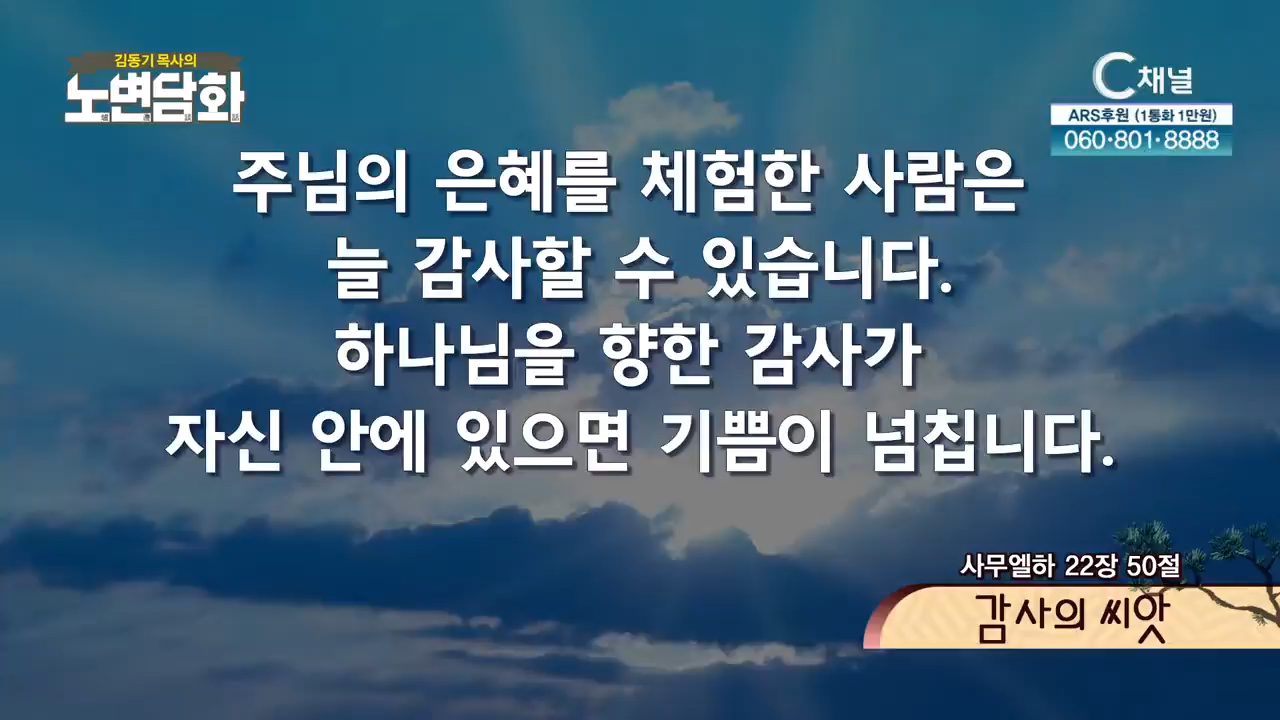 김동기 목사의
노변담화
爐邊談話
C채널
ARS후원 (1통화 1만원)
060·801·8888
주님의 은혜를 체험한 사람은
늘 감사할 수 있습니다.
하나님을 향한 감사가
자신 안에 있으면 기쁨이 넘칩니다.
사무엘하 22장 50절
감사의 씨앗